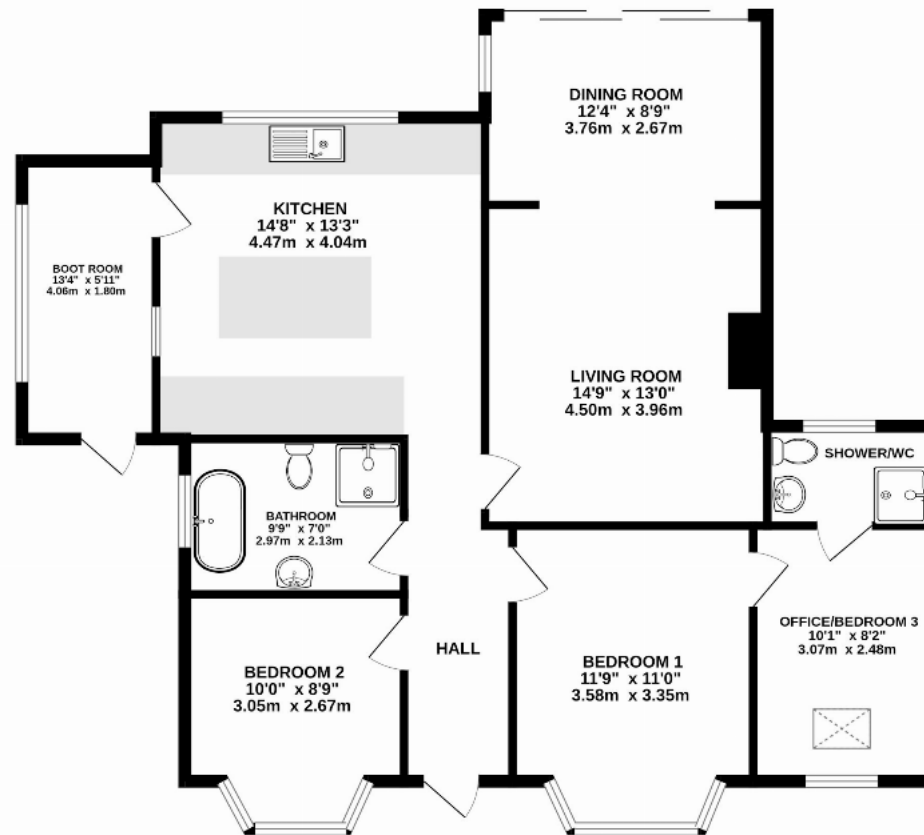 DINING ROOM
12'4" x 8'9"
3.76m x 2.67m
KITCHEN
14'8" x 13'3"
4.47m x 4.04m
BOOT ROOM
13'4" x 5'11"
4.06m x 1.80m
LIVING ROOM
14'9" x 13'0"
4.50m x 3.96m
SHOWER/WC
BATHROOM
9'9" x 7'0"
2.97m x 2.13m
OFFICE/BEDROOM 3
10'1" x 8'2"
3.07m x 2.48m
HALL
BEDROOM 1
11'9" x 11'0"
3.58m x 3.35m
BEDROOM 2
10'0" x 8'9"
3.05m x 2.67m